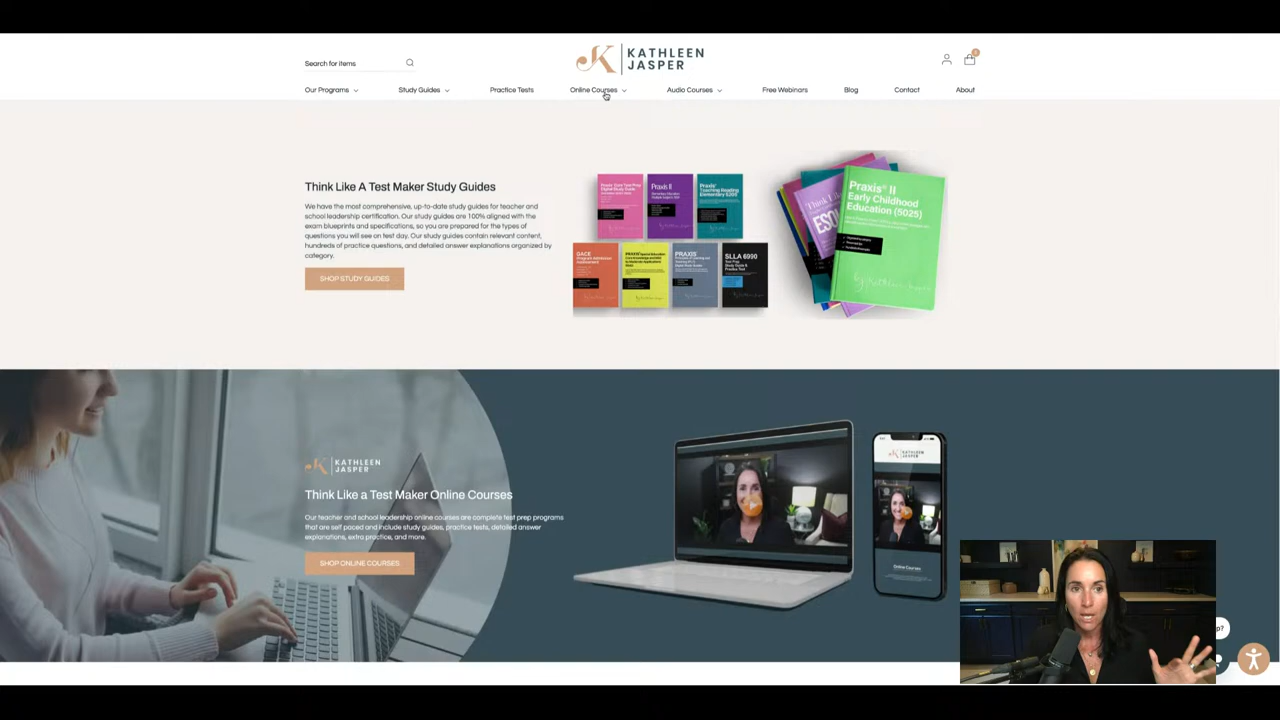 Search for items
KATHLEEN
JASPER
Our Programs
Study Guides
Practice Tests
Online Courses
Audio Courses
Free Webinars
Blog
Contact
About
Think Like A Test Maker Study Guides
We have the most comprehensive, up-to-date study guides for teacher and
school leadership certification. Our study guides are 100% aligned with the
exam blueprints and specifications, so you are prepared for the types of
questions you will see on test day. Our study guides contain relevant content,
hundreds of practice questions, and detailed answer explanations organized by
category.
SHOP STUDY GUIDES
Praxis II
Praxis
Teaching Reading
Elementary 5205
GACE
Program Admission
Assessment
PRAXIS
SLLA 6990
Test Prep
Study Guide &
Practice Test
ESOL
Praxis II
Early Childhood
Education (5025)
KATHLEEN
JASPER
Think Like a Test Maker Online Courses
Our teacher and school leadership online courses are complete test prep programs
that are self paced and include study guides, practice tests, detailed answer
explanations, extra practice, and more.
SHOP ONLINE COURSES
KATHLEEN
JASPER
Online Courses
p?